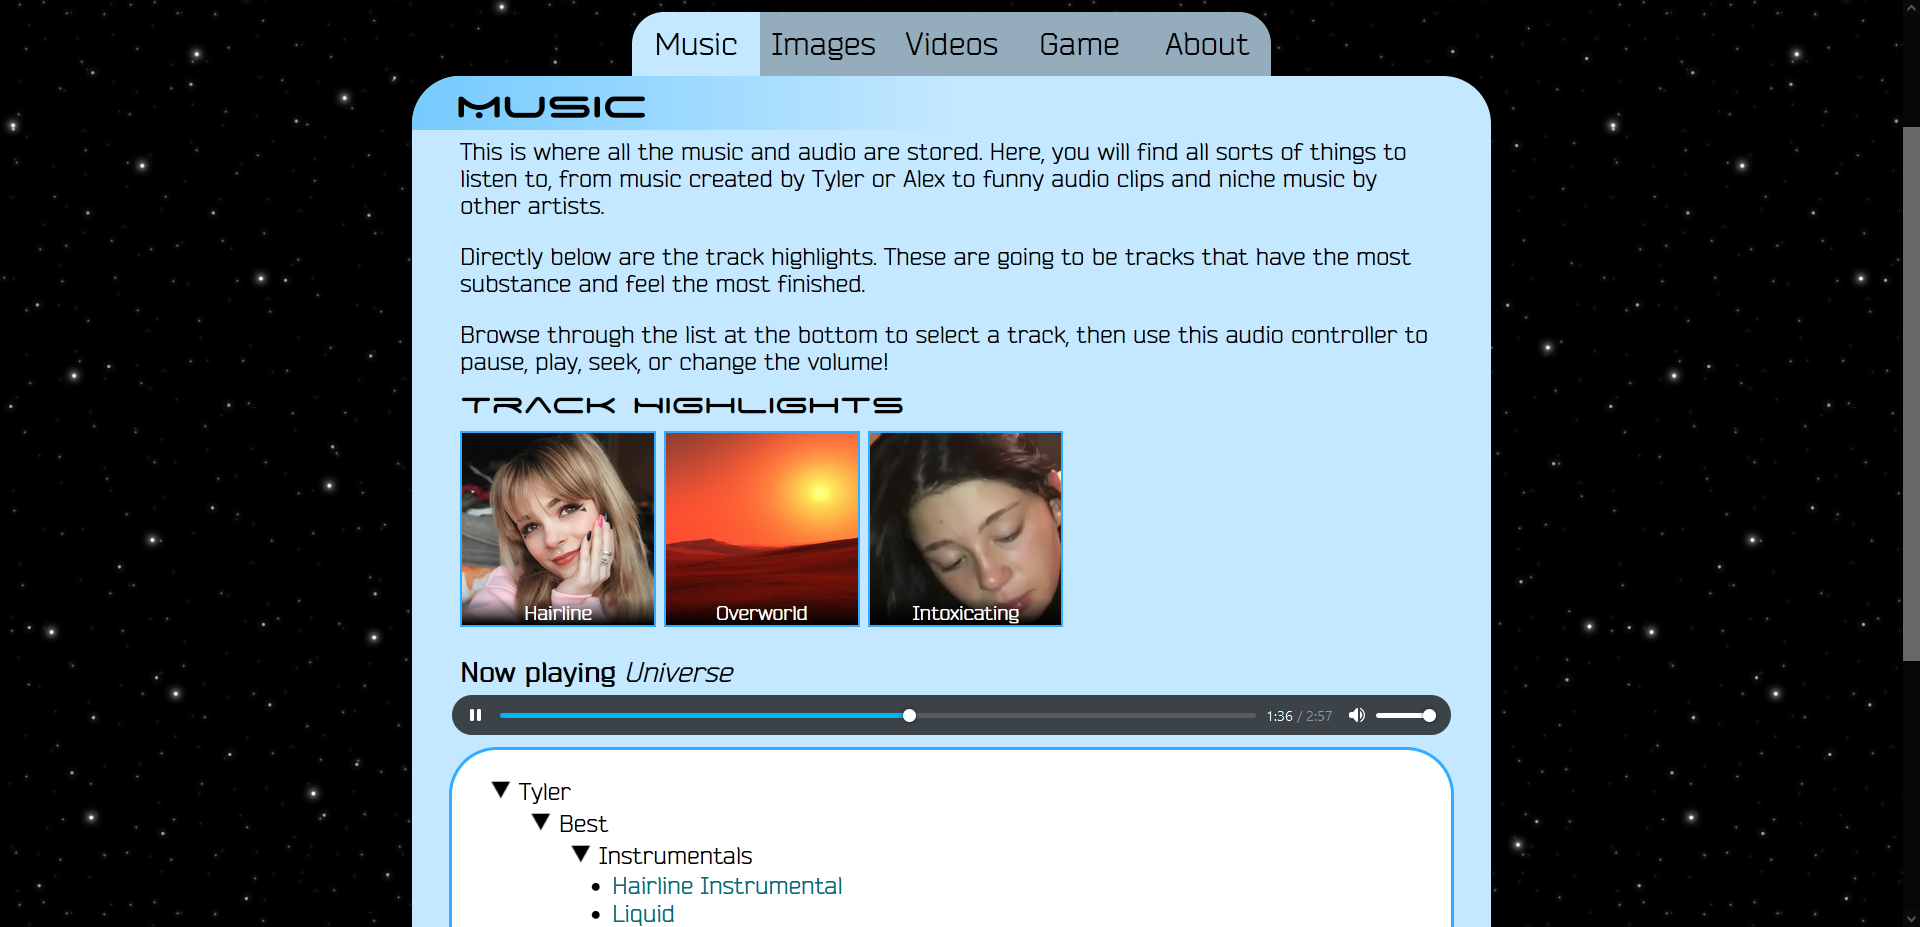 Music Images Videos Game About
MUSIC
This is where all the music and audio are stored. Here, you will find all sorts of things to
listen to, from music created by Tyler or Alex to funny audio clips and niche music by
other artists.
Directly below are the track highlights. These are going to be tracks that have the most
substance and feel the most finished.
Browse through the list at the bottom to select a track, then use this audio controller to
pause, play, seek, or change the volume!
TRACK HIGHLIGHTS
Hairline Overworld Intoxicating
Now playing Universe
1:36 / 2:57
Tyler
Best
Instrumentals
Hairline Instrumental
Liquid